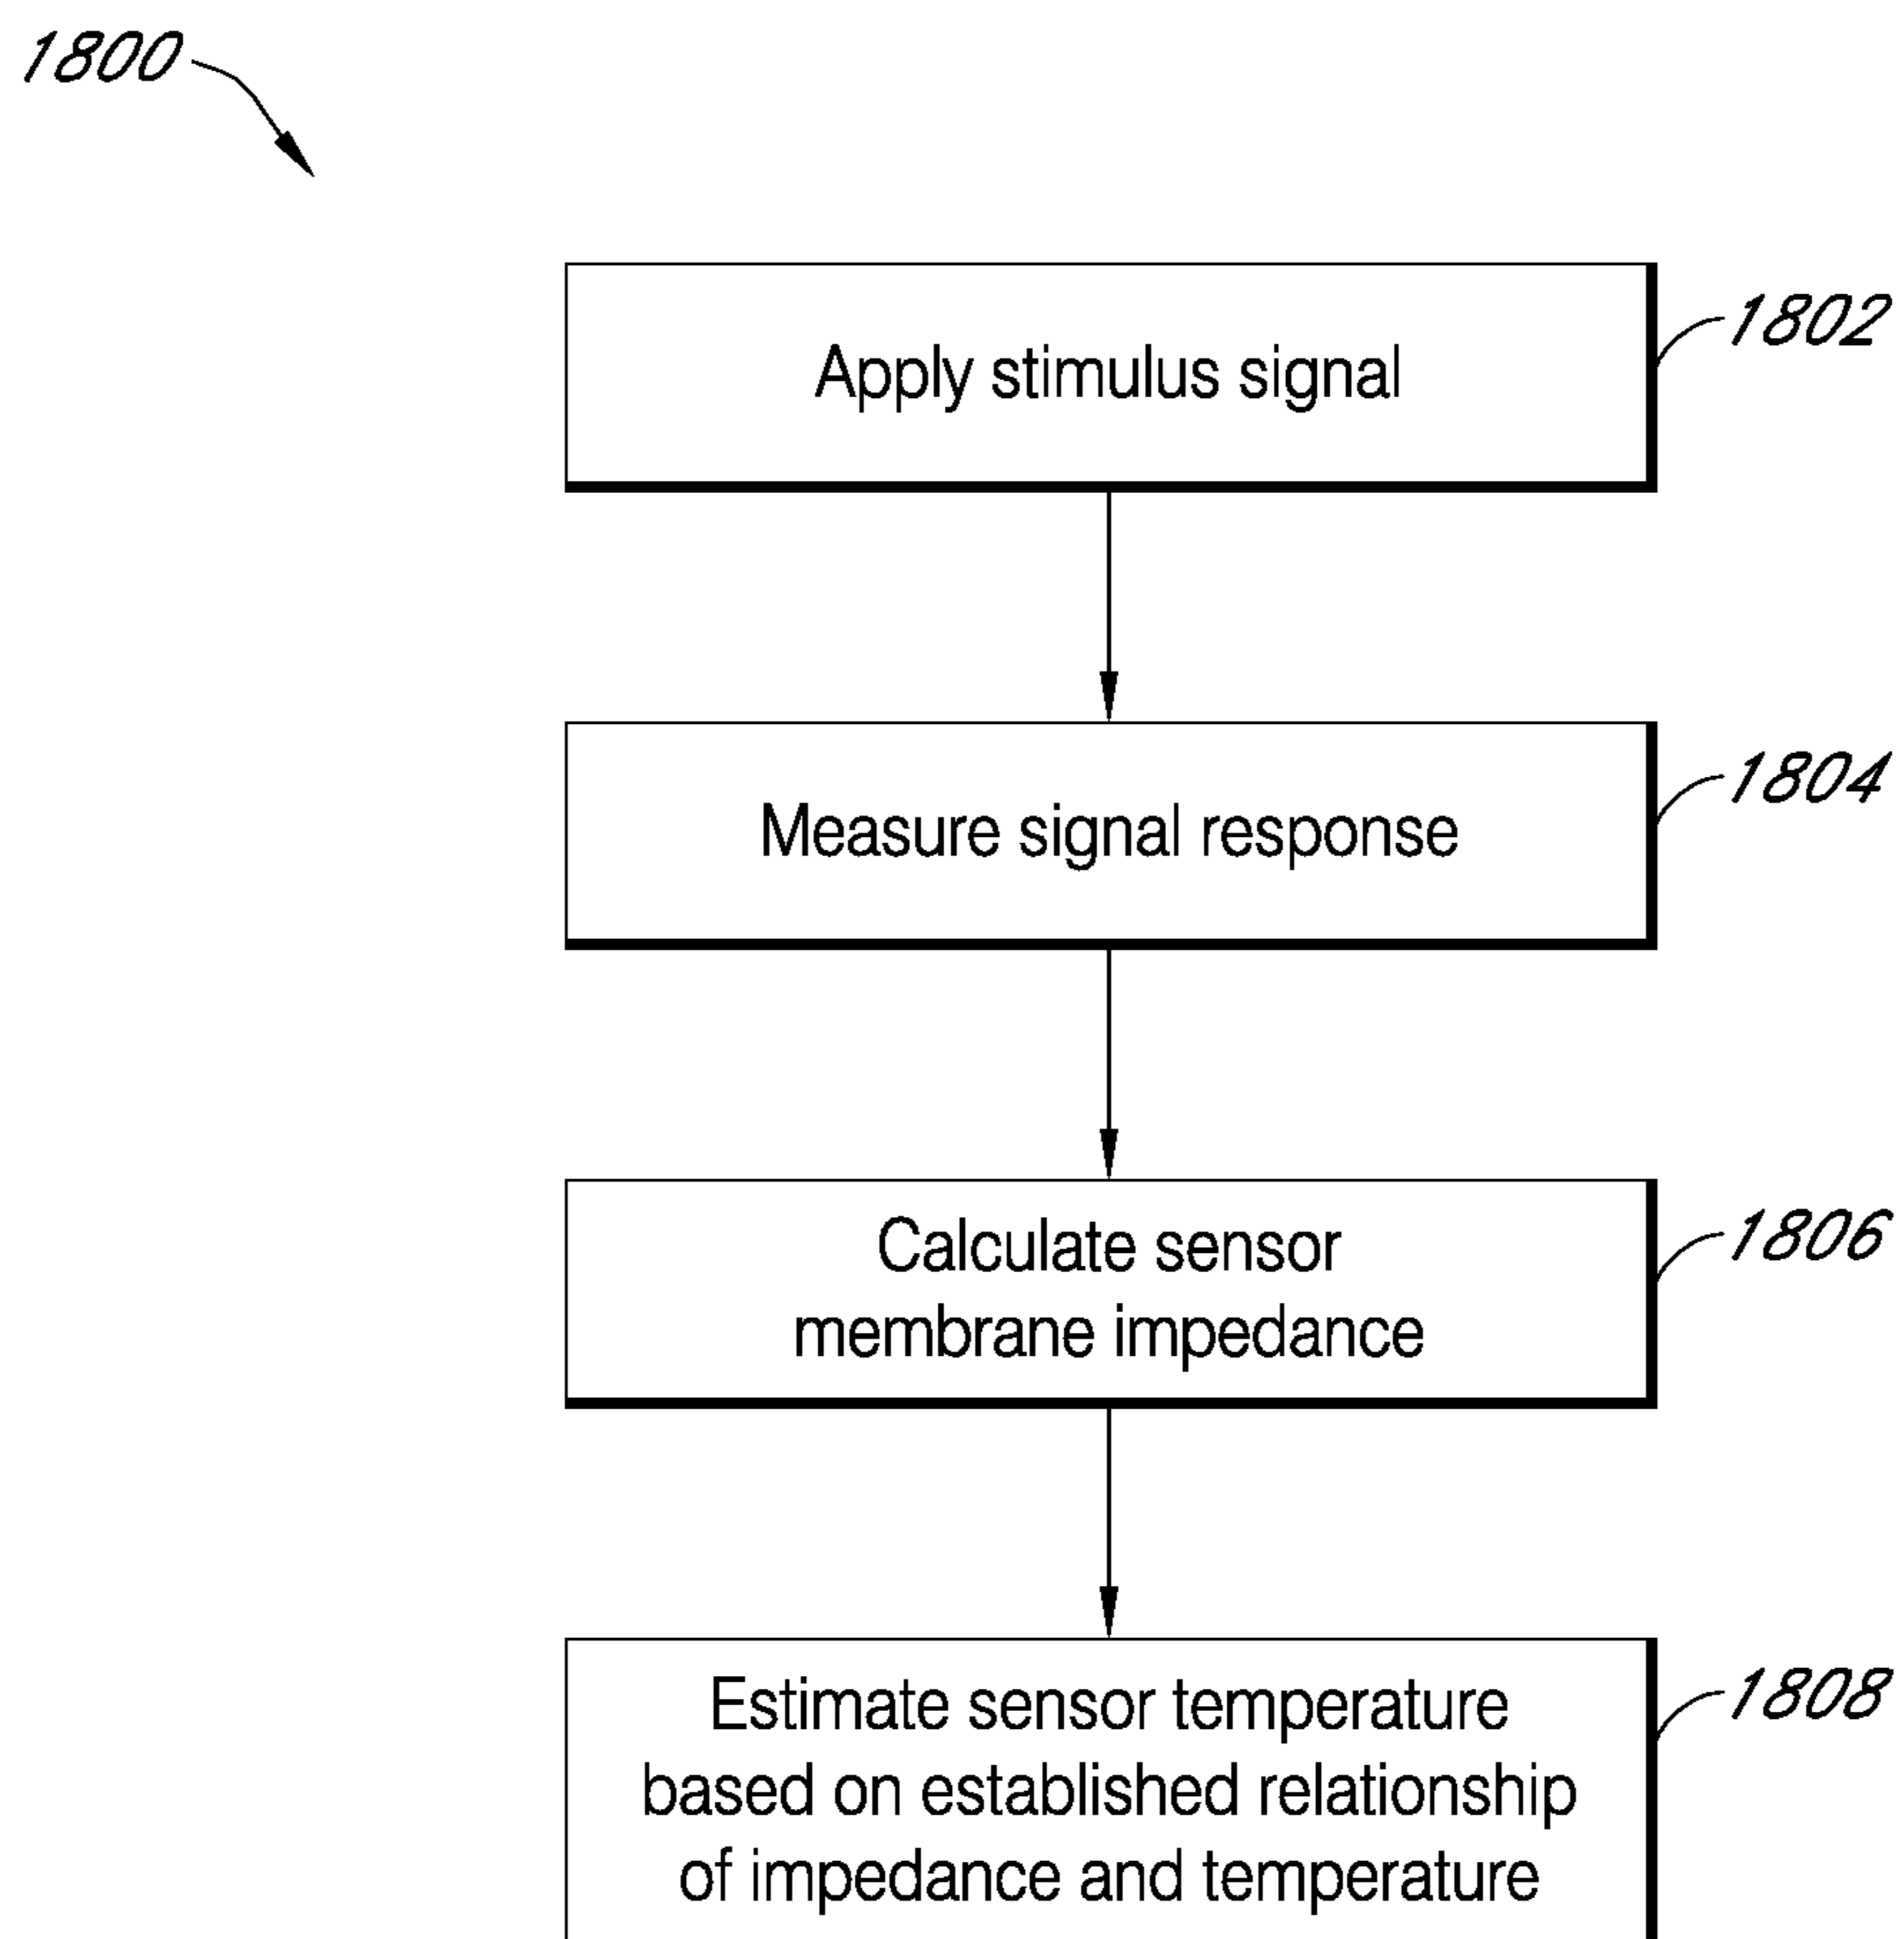 1800
Apply stimulus signal
1802
Measure signal response
1804
Calculate sensor
membrane impedance
1806
Estimate sensor temperature
based on established relationship
of impedance and temperature
1808